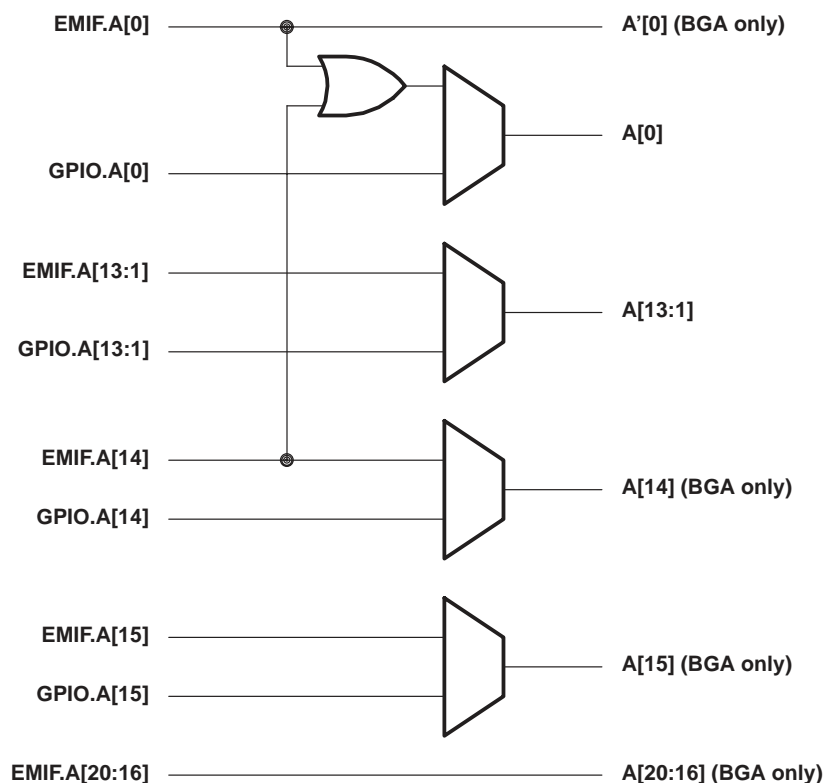 EMIF.A[0] A’[0] (BGA only)
A[0]
GPIO.A[0]
EMIF.A[13:1]
A[13:1]
GPIO.A[13:1]
EMIF.A[14]
A[14] (BGA only)
GPIO.A[14]
EMIF.A[15]
A[15] (BGA only)
GPIO.A[15]
EMIF.A[20:16] A[20:16] (BGA only)